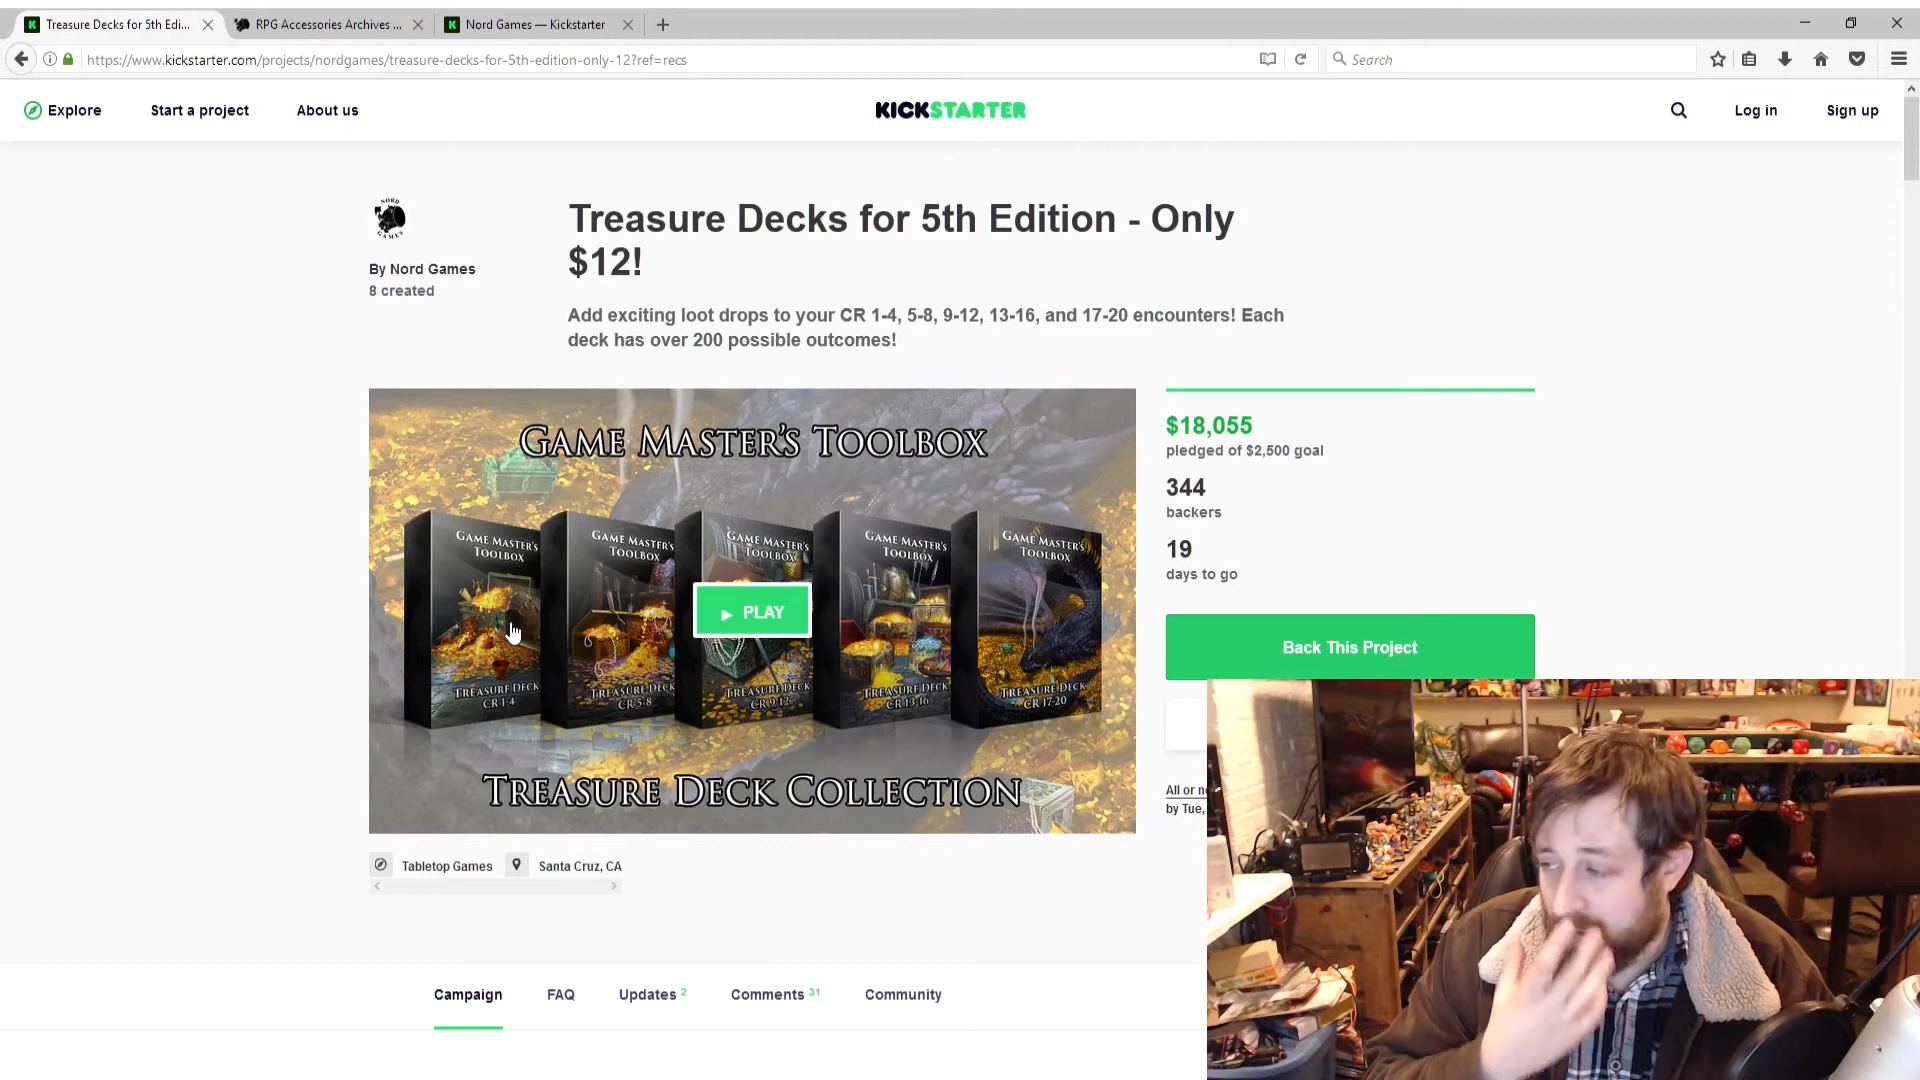 Treasure Decks for 5th Edi...
RPG Accessories Archives ...
Nord Games — Kickstarter
https://www.kickstarter.com/projects/nordgames/treasure-decks-for-5th-edition-only-12?ref=recs
Search
Explore
Start a project
About us
KICKSTARTER
Log in
Sign up
NORD
GAMES
By Nord Games
8 created
Treasure Decks for 5th Edition - Only
$12!
Add exciting loot drops to your CR 1-4, 5-8, 9-12, 13-16, and 17-20 encounters! Each
deck has over 200 possible outcomes!
GAME MASTER'S TOOLBOX
GAME MASTER'S
TOOLBOX
TREASURE DECK
CR 1-4
GAME MASTER'S
TOOLBOX
TREASURE DECK
CR 5-8
GAME MASTER'S
TOOLBOX
TREASURE DECK
CR 9-12
GAME MASTER'S
TOOLBOX
TREASURE DECK
CR 13-16
GAME MASTER'S
TOOLBOX
TREASURE DECK
CR 17-20
PLAY
TREASURE DECK COLLECTION
$18,055
pledged of $2,500 goal
344
backers
19
days to go
Back This Project
All or n
by Tue,
Tabletop Games
Santa Cruz, CA
Campaign
FAQ
Updates 2
Comments 31
Community